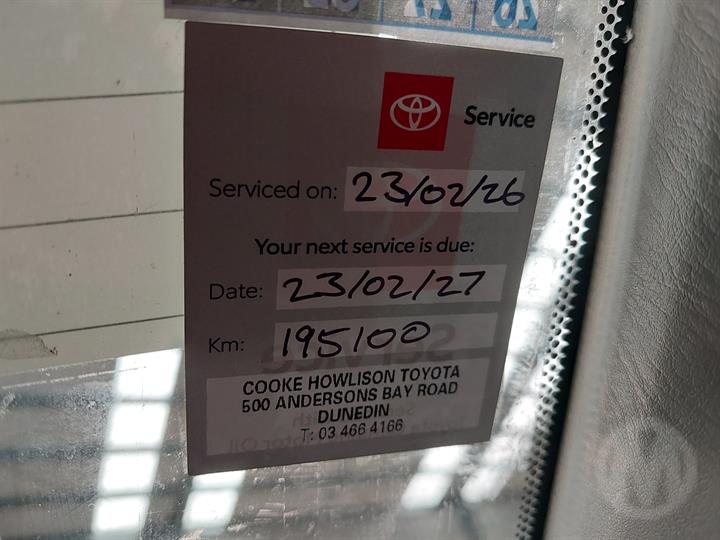 Service
Serviced on: 23/02/26
Your next service is due:
Date: 23/02/27
Km: 195100
COOKE HOWLISON TOYOTA
500 ANDERSONS BAY ROAD
DUNEDIN
T: 03 466 4166